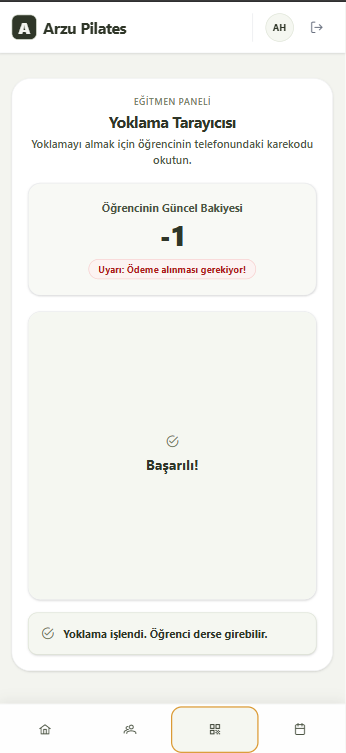 A Arzu Pilates
AH
EĞİTMEN PANELİ
Yoklama Tarayıcısı
Yoklamayı almak için öğrencinin telefonundaki karekodu
okutun.
Öğrencinin Güncel Bakiyesi
-1
Uyarı: Ödeme alınması gerekiyor!
Başarılı!
Yoklama işlendi. Öğrenci derse girebilir.